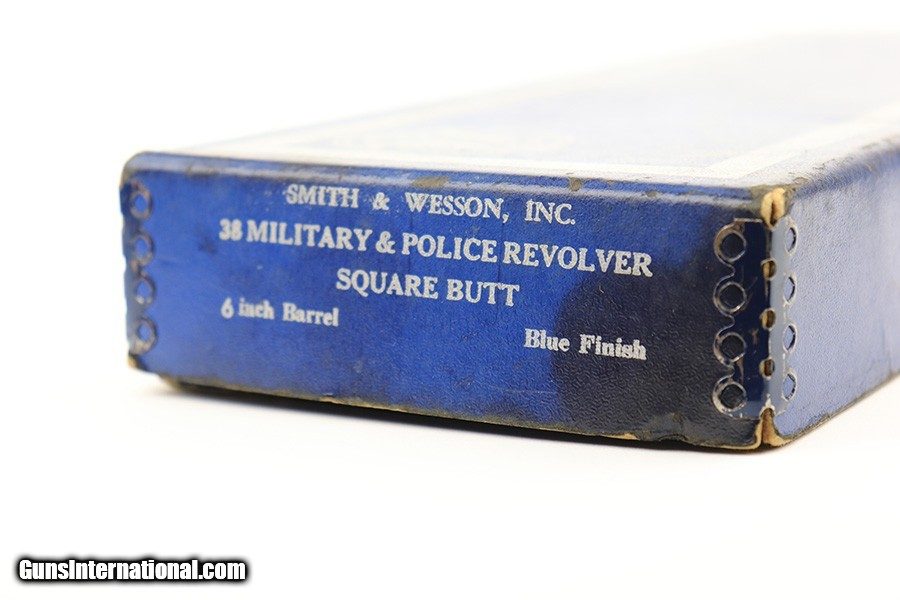 SMITH & WESSON, INC.
38 MILITARY & POLICE REVOLVER
SQUARE BUTT
6 inch Barrel
Blue Finish
GunsInternational.com